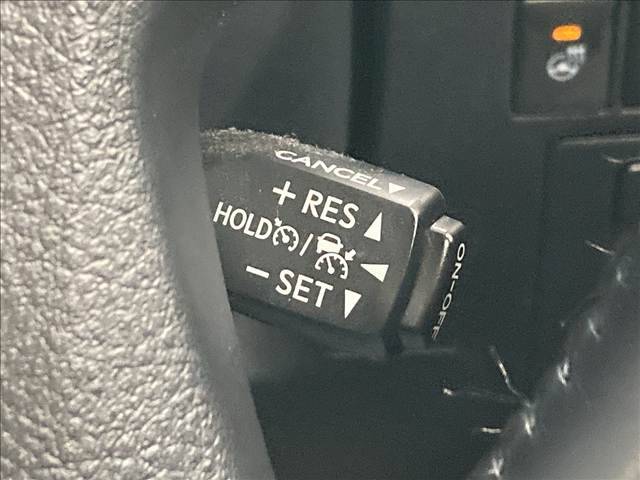 CANCEL▼
+ RES ▲
HOLD / ◀
− SET ▼
ON-OFF